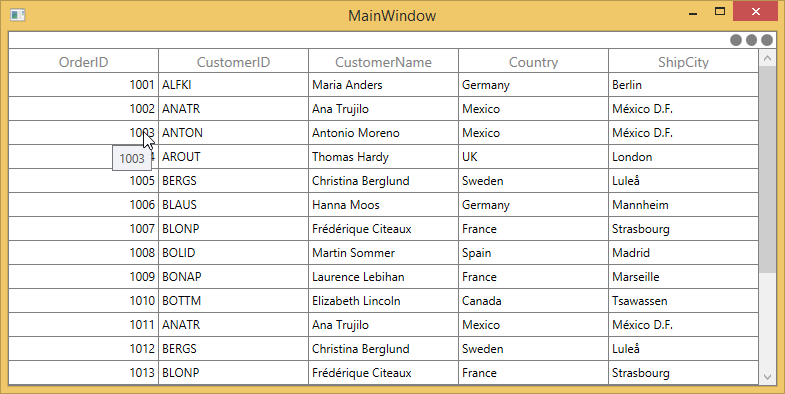 MainWindow
OrderID CustomerID CustomerName Country ShipCity
1001 ALFKI Maria Anders Germany Berlin
1002 ANATR Ana Trujilo Mexico México D.F.
1003 ANTON Antonio Moreno Mexico México D.F.
1003
AROUT Thomas Hardy UK London
1005 BERGS Christina Berglund Sweden Luleå
1006 BLAUS Hanna Moos Germany Mannheim
1007 BLONP Frédérique Citeaux France Strasbourg
1008 BOLID Martin Sommer Spain Madrid
1009 BONAP Laurence Lebihan France Marseille
1010 BOTTM Elizabeth Lincoln Canada Tsawassen
1011 ANATR Ana Trujilo Mexico México D.F.
1012 BERGS Christina Berglund Sweden Luleå
1013 BLONP Frédérique Citeaux France Strasbourg